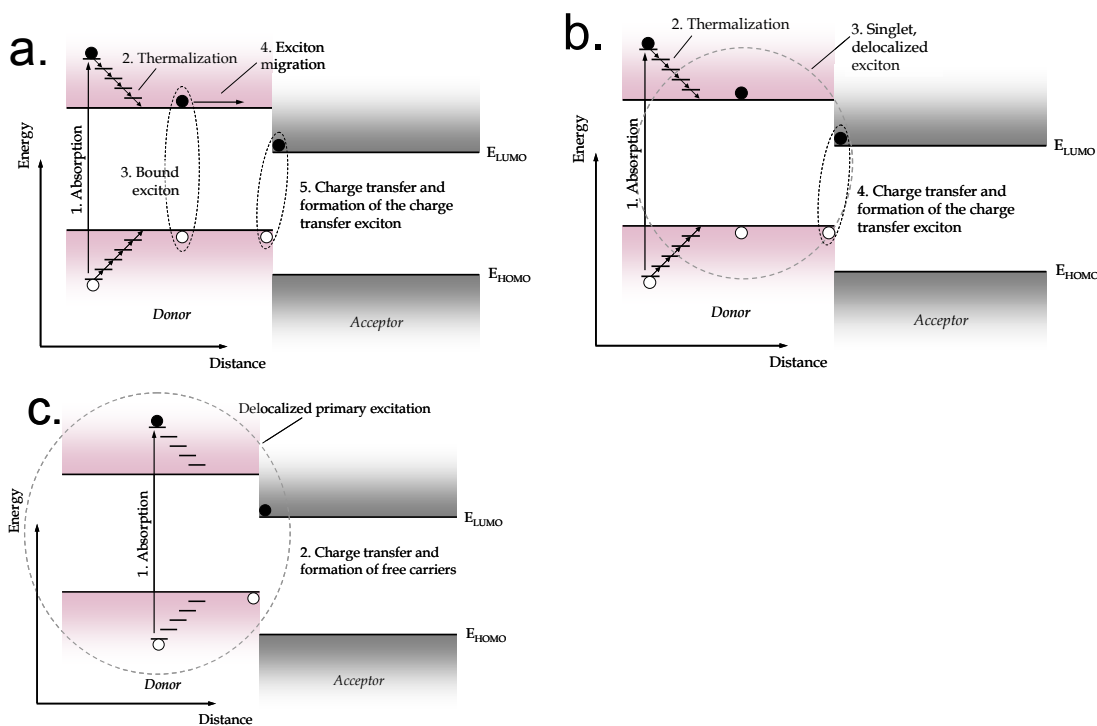 a.
2. Thermalization
4. Exciton
migration
Energy
1. Absorption
3. Bound
exciton
E_LUMO
5. Charge transfer and
formation of the charge
transfer exciton
E_HOMO
Donor
Acceptor
Distance
b.
2. Thermalization
3. Singlet,
delocalized
exciton
Energy
1. Absorption
E_LUMO
4. Charge transfer and
formation of the charge
transfer exciton
E_HOMO
Donor
Acceptor
Distance
c.
Delocalized primary excitation
Energy
1. Absorption
E_LUMO
2. Charge transfer and
formation of free carriers
E_HOMO
Donor
Acceptor
Distance